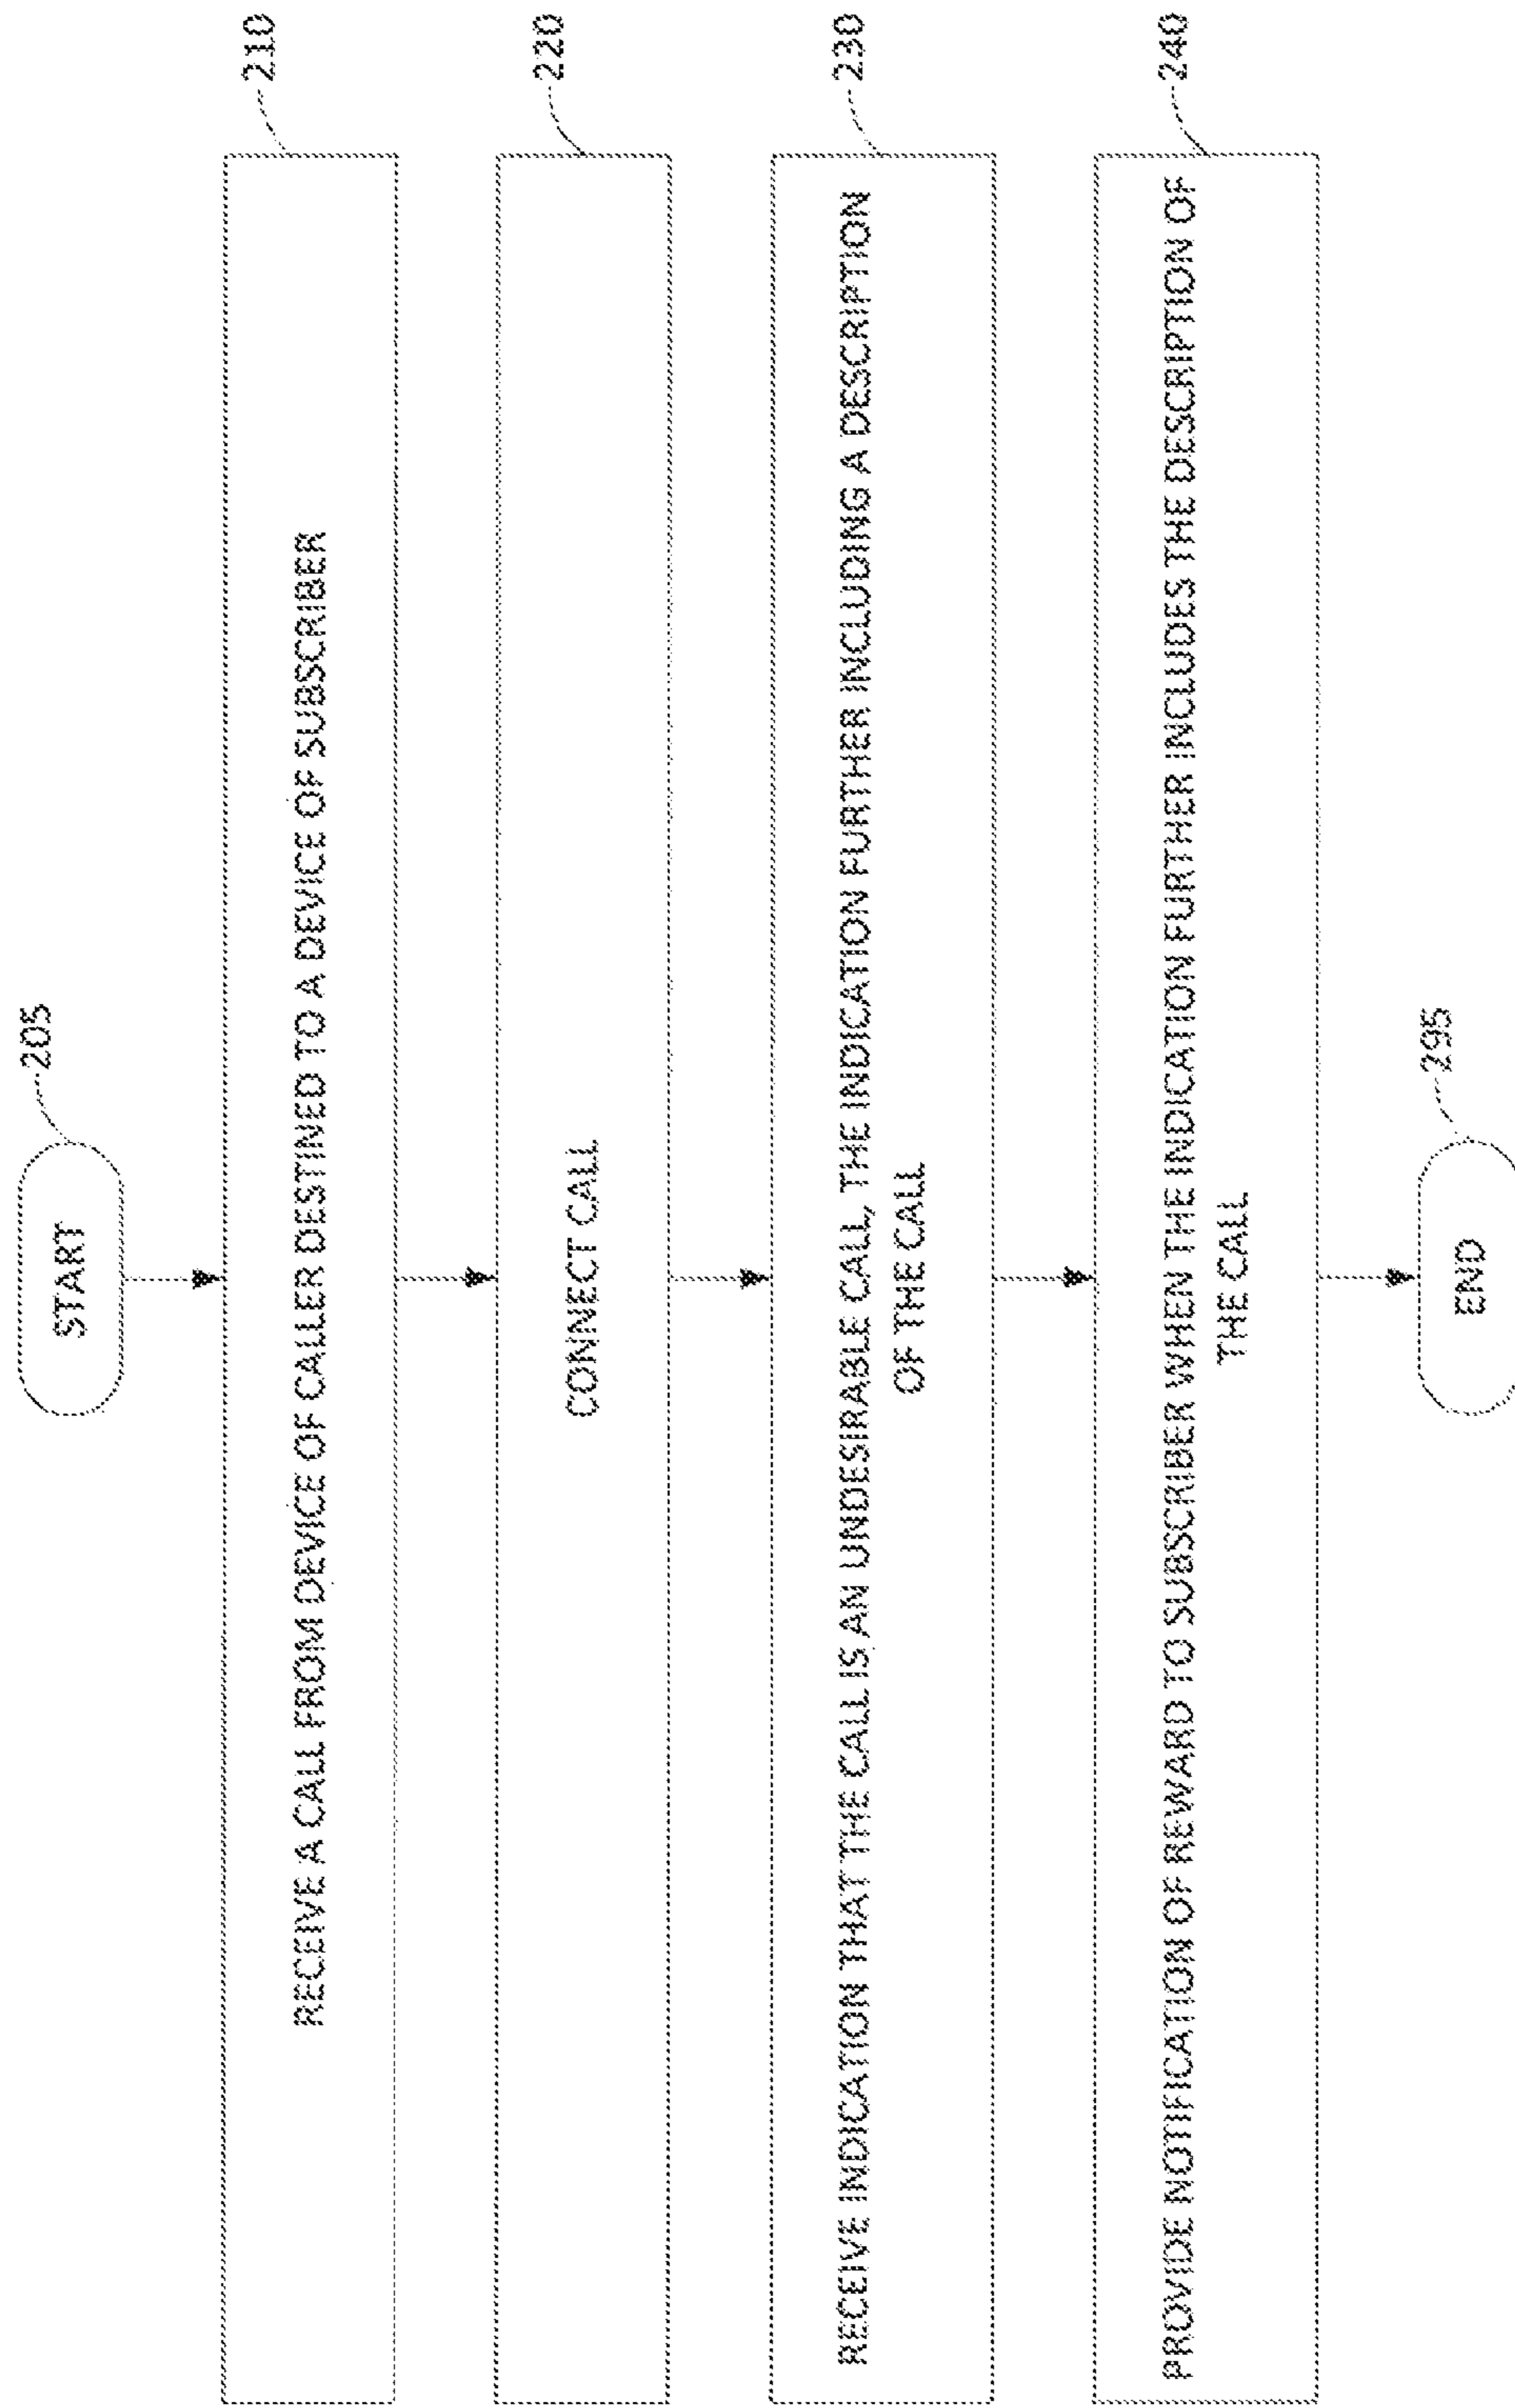 START
205
RECEIVE A CALL FROM DEVICE OF CALLER DESTINED TO A DEVICE OF SUBSCRIBER
210
CONNECT CALL
220
RECEIVE INDICATION THAT THE CALL IS AN UNDESIRABLE CALL, THE INDICATION FURTHER INCLUDING A DESCRIPTION
OF THE CALL
230
PROVIDE NOTIFICATION OF REWARD TO SUBSCRIBER WHEN THE INDICATION FURTHER INCLUDES THE DESCRIPTION OF
THE CALL
240
END
295